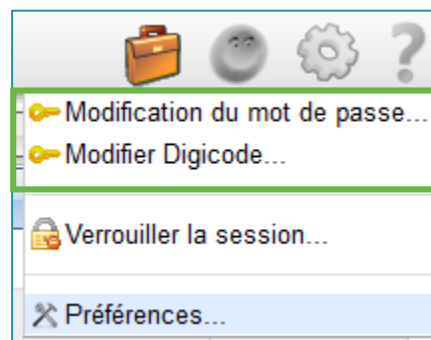 ?
Modification du mot de passe...
Modifier Digicode...
Verrouiller la session...
Préférences...